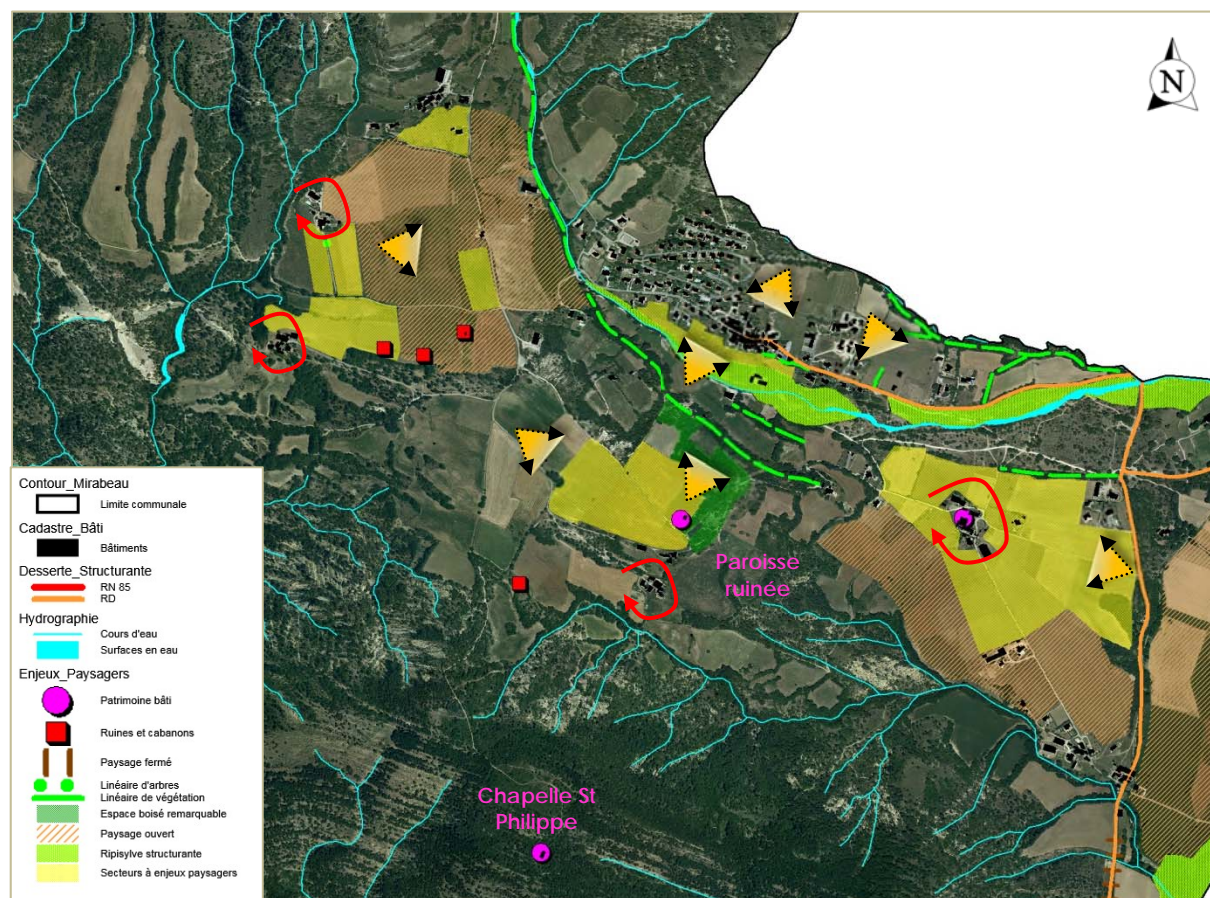 N
Paroisse
ruinée
Chapelle St
Philippe
Contour_Mirabeau
Limite communale
Cadastre_Bâti
Bâtiments
Desserte_Structurante
RN 85
RD
Hydrographie
Cours d'eau
Surfaces en eau
Enjeux_Paysagers
Patrimoine bâti
Ruines et cabanons
Paysage fermé
Linéaire d'arbres
Linéaire de végétation
Espace boisé remarquable
Paysage ouvert
Ripisylve structurante
Secteurs à enjeux paysagers